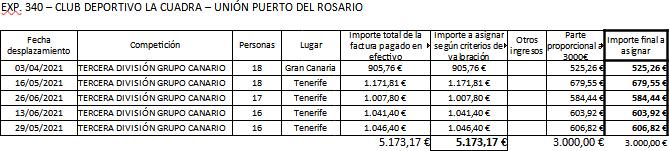 EXP. 340 – CLUB DEPORTIVO LA CUADRA – UNIÓN PUERTO DEL ROSARIO
Fecha desplazamiento Competición Personas Lugar Importe total de la factura pagado en efectivo Importe a asignar según criterios de valoración Otros ingresos Parte proporcional a 3000€ Importe final a asignar
03/04/2021 TERCERA DIVISIÓN GRUPO CANARIO 18 Gran Canaria 905,76 € 905,76 € 525,26 € 525,26 €
16/05/2021 TERCERA DIVISIÓN GRUPO CANARIO 18 Tenerife 1.171,81 € 1.171,81 € 679,55 € 679,55 €
26/06/2021 TERCERA DIVISIÓN GRUPO CANARIO 17 Tenerife 1.007,80 € 1.007,80 € 584,44 € 584,44 €
13/06/2021 TERCERA DIVISIÓN GRUPO CANARIO 16 Tenerife 1.041,40 € 1.041,40 € 603,92 € 603,92 €
29/05/2021 TERCERA DIVISIÓN GRUPO CANARIO 16 Tenerife 1.046,40 € 1.046,40 € 606,82 € 606,82 €
5.173,17 € 5.173,17 € 3.000,00 € 3.000,00 €